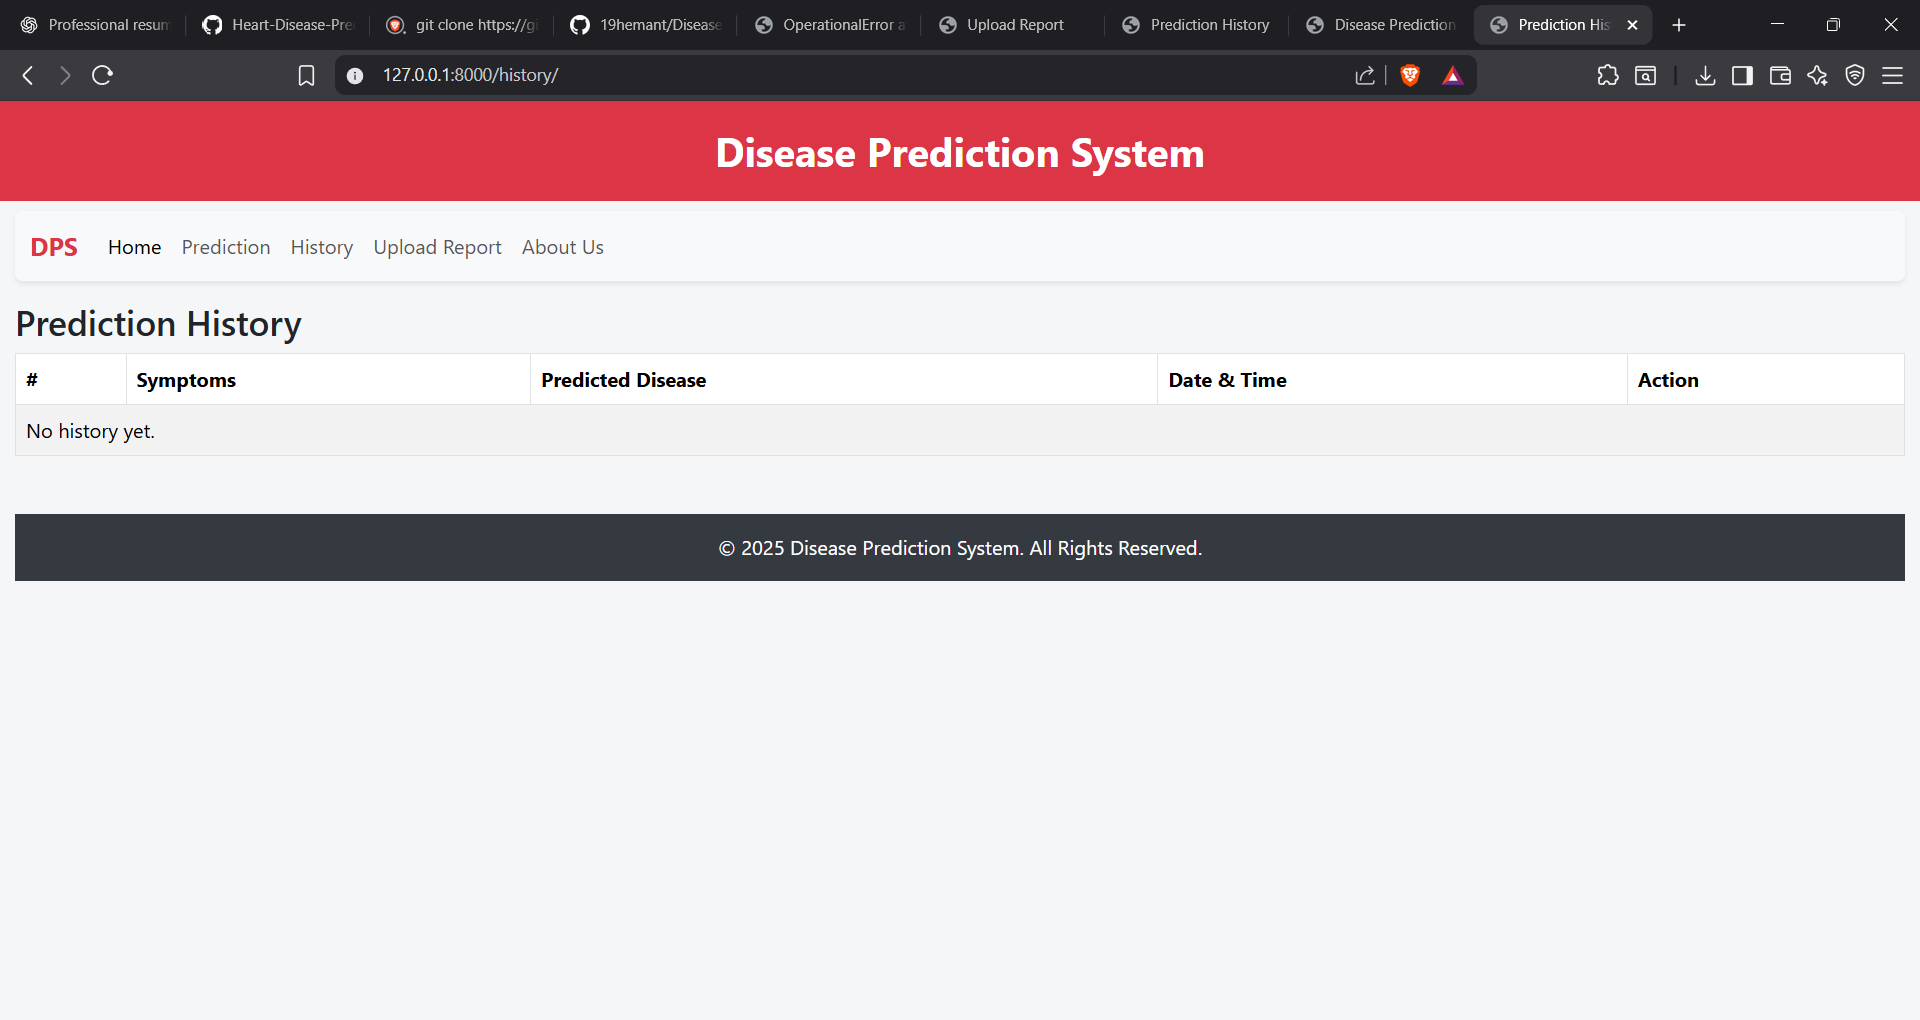 Professional resum
Heart-Disease-Pre
git clone https://gi
19hemant/Disease
OperationalError a
Upload Report
Prediction History
Disease Prediction
Prediction His
127.0.0.1:8000/history/
Disease Prediction System
DPS Home Prediction History Upload Report About Us
Prediction History
# Symptoms Predicted Disease Date & Time Action
No history yet.
© 2025 Disease Prediction System. All Rights Reserved.